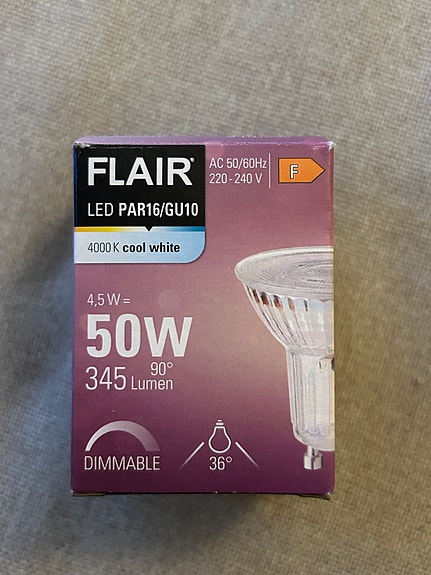 FLAIR®
AC 50/60Hz
220-240 V
F
LED PAR16/GU10
4000 K cool white
4,5 W =
50W
90°
345 Lumen
DIMMABLE
36°